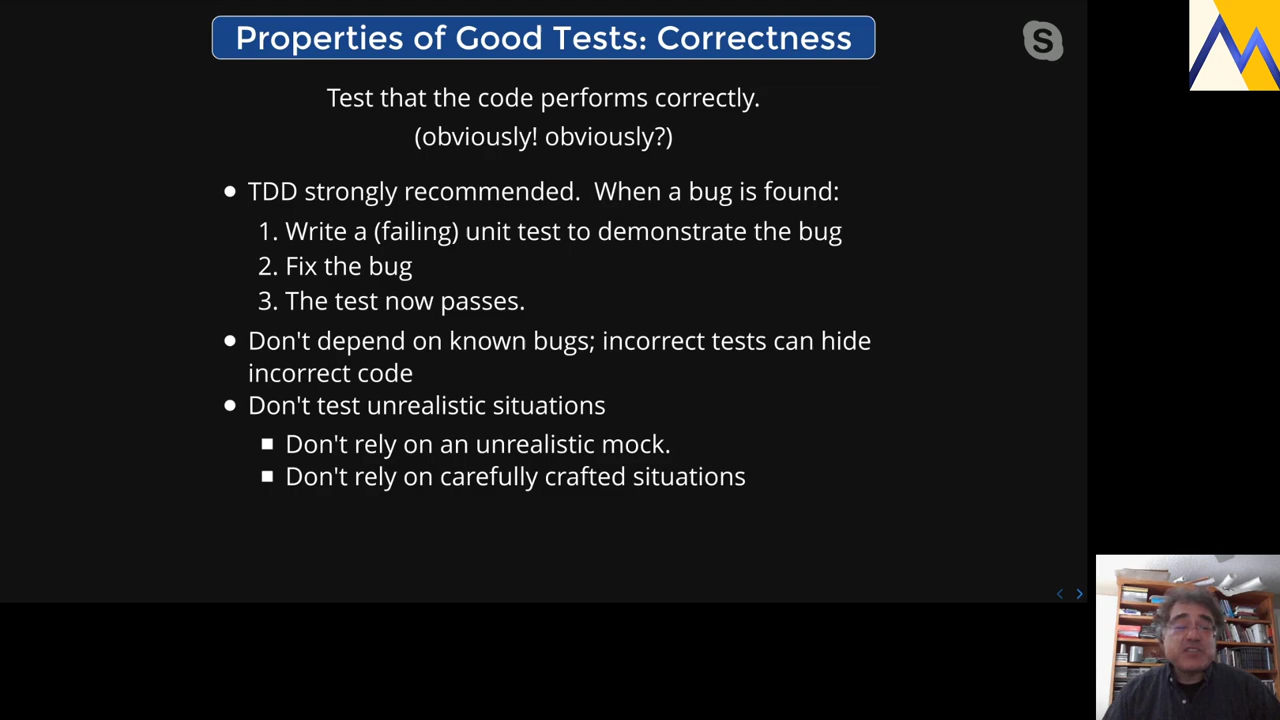 Properties of Good Tests: Correctness
S
Test that the code performs correctly.
(obviously! obviously?)
● TDD strongly recommended.  When a bug is found:
1. Write a (failing) unit test to demonstrate the bug
2. Fix the bug
3. The test now passes.
● Don't depend on known bugs; incorrect tests can hide
incorrect code
● Don't test unrealistic situations
■ Don't rely on an unrealistic mock.
■ Don't rely on carefully crafted situations